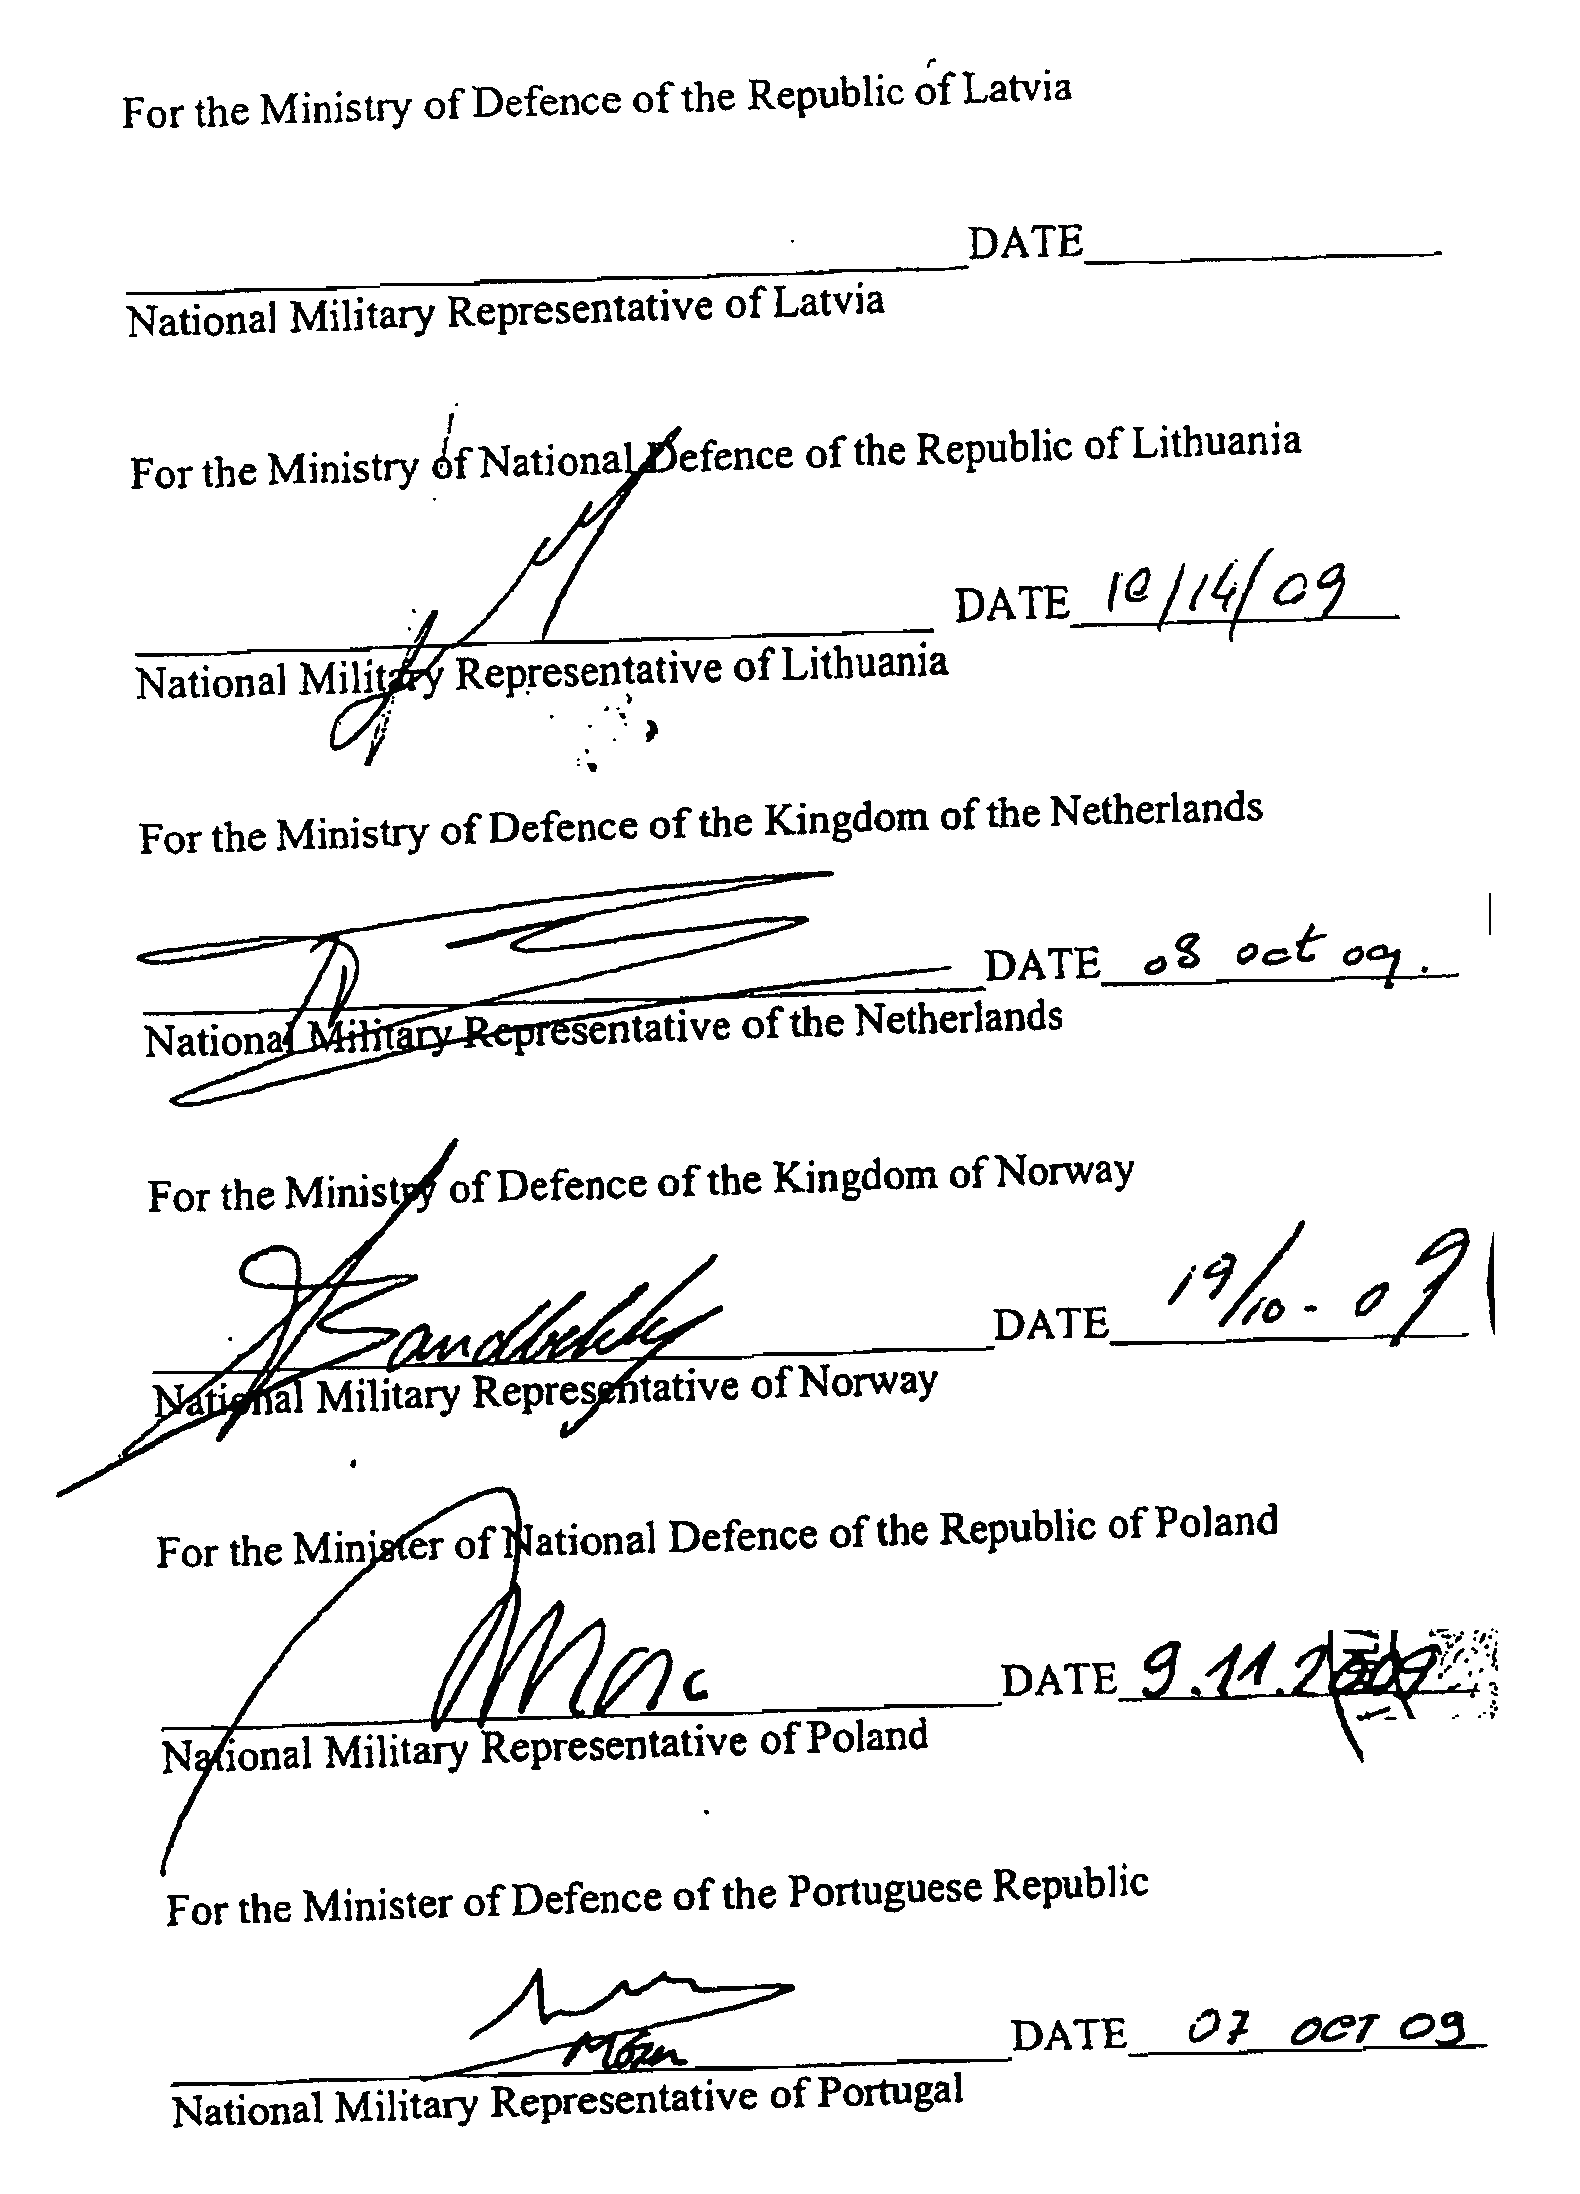 For the Ministry of Defence of the Republic of Latvia
DATE
National Military Representative of Latvia
For the Ministry of National Defence of the Republic of Lithuania
DATE 10/14/09
National Military Representative of Lithuania
For the Ministry of Defence of the Kingdom of the Netherlands
DATE 08 oct 09.
National Military Representative of the Netherlands
For the Ministry of Defence of the Kingdom of Norway
DATE 19/10-09
National Military Representative of Norway
For the Minister of National Defence of the Republic of Poland
DATE 9.11.2009
National Military Representative of Poland
For the Minister of Defence of the Portuguese Republic
DATE 07 OCT 09
National Military Representative of Portugal